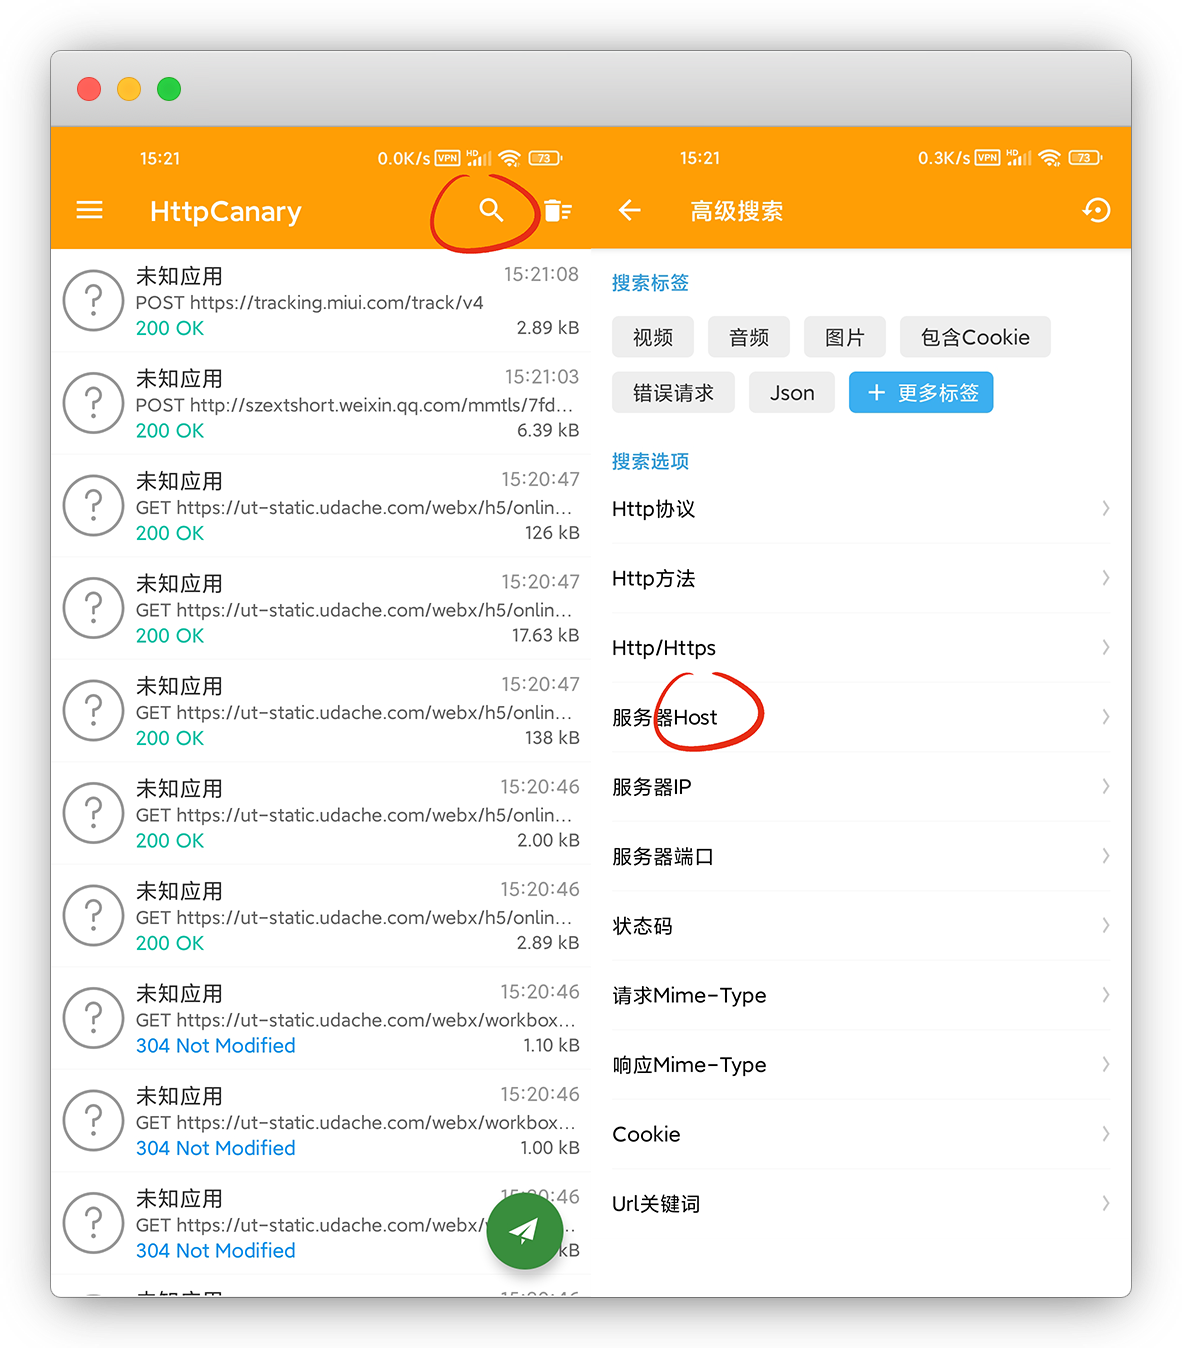 15:21
0.0K/s VPN HD 73
HttpCanary
未知应用
15:21:08
POST https://tracking.miui.com/track/v4
200 OK
2.89 kB
未知应用
15:21:03
POST http://szextshort.weixin.qq.com/mmtls/7fd...
200 OK
6.39 kB
未知应用
15:20:47
GET https://ut-static.udache.com/webx/h5/onlin...
200 OK
126 kB
未知应用
15:20:47
GET https://ut-static.udache.com/webx/h5/onlin...
200 OK
17.63 kB
未知应用
15:20:47
GET https://ut-static.udache.com/webx/h5/onlin...
200 OK
138 kB
未知应用
15:20:46
GET https://ut-static.udache.com/webx/h5/onlin...
200 OK
2.00 kB
未知应用
15:20:46
GET https://ut-static.udache.com/webx/h5/onlin...
200 OK
2.89 kB
未知应用
15:20:46
GET https://ut-static.udache.com/webx/workbox...
304 Not Modified
1.10 kB
未知应用
15:20:46
GET https://ut-static.udache.com/webx/workbox...
304 Not Modified
1.00 kB
未知应用
15:20:46
GET https://ut-static.udache.com/webx/
304 Not Modified
kB
15:21
0.3K/s VPN HD 73
高级搜索
搜索标签
视频 音频 图片 包含Cookie
错误请求 Json + 更多标签
搜索选项
Http协议
Http方法
Http/Https
服务器Host
服务器IP
服务器端口
状态码
请求Mime-Type
响应Mime-Type
Cookie
Url关键词